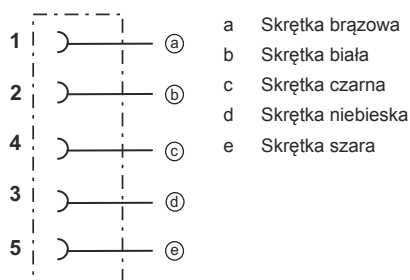 1 a
2 b
4 c
3 d
5 e
a Skrętka brązowa
b Skrętka biała
c Skrętka czarna
d Skrętka niebieska
e Skrętka szara